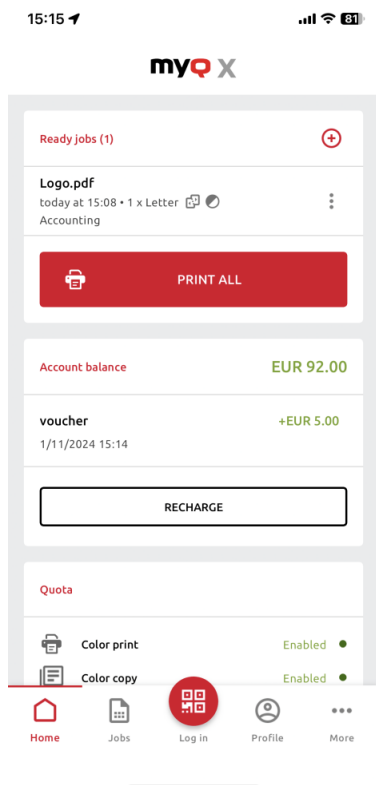 15:15
81
myQ X
Ready jobs (1)
Logo.pdf
today at 15:08 • 1 x Letter
Accounting
PRINT ALL
Account balance EUR 92.00
voucher +EUR 5.00
1/11/2024 15:14
RECHARGE
Quota
Color print Enabled
Color copy Enabled
Home Jobs Log in Profile More